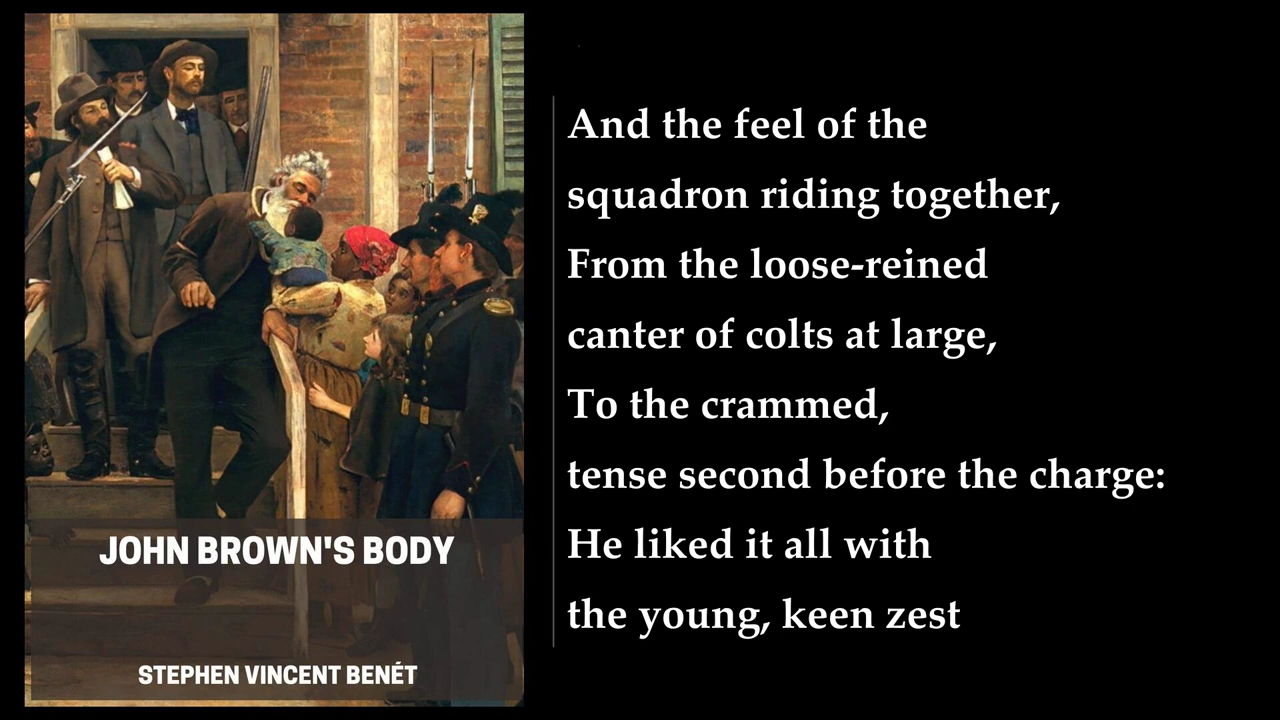 JOHN BROWN'S BODY
STEPHEN VINCENT BENÉT
And the feel of the
squadron riding together,
From the loose-reined
canter of colts at large,
To the crammed,
tense second before the charge:
He liked it all with
the young, keen zest